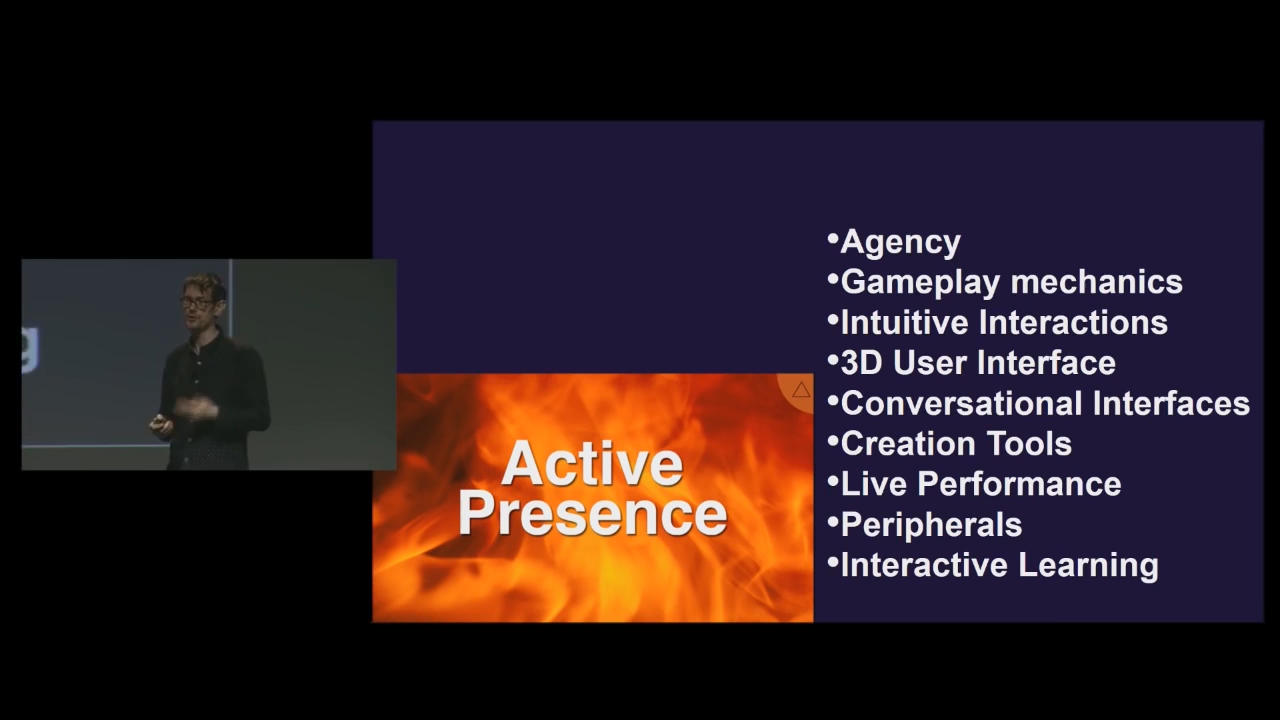 Active
Presence
•Agency
•Gameplay mechanics
•Intuitive Interactions
•3D User Interface
•Conversational Interfaces
•Creation Tools
•Live Performance
•Peripherals
•Interactive Learning
g